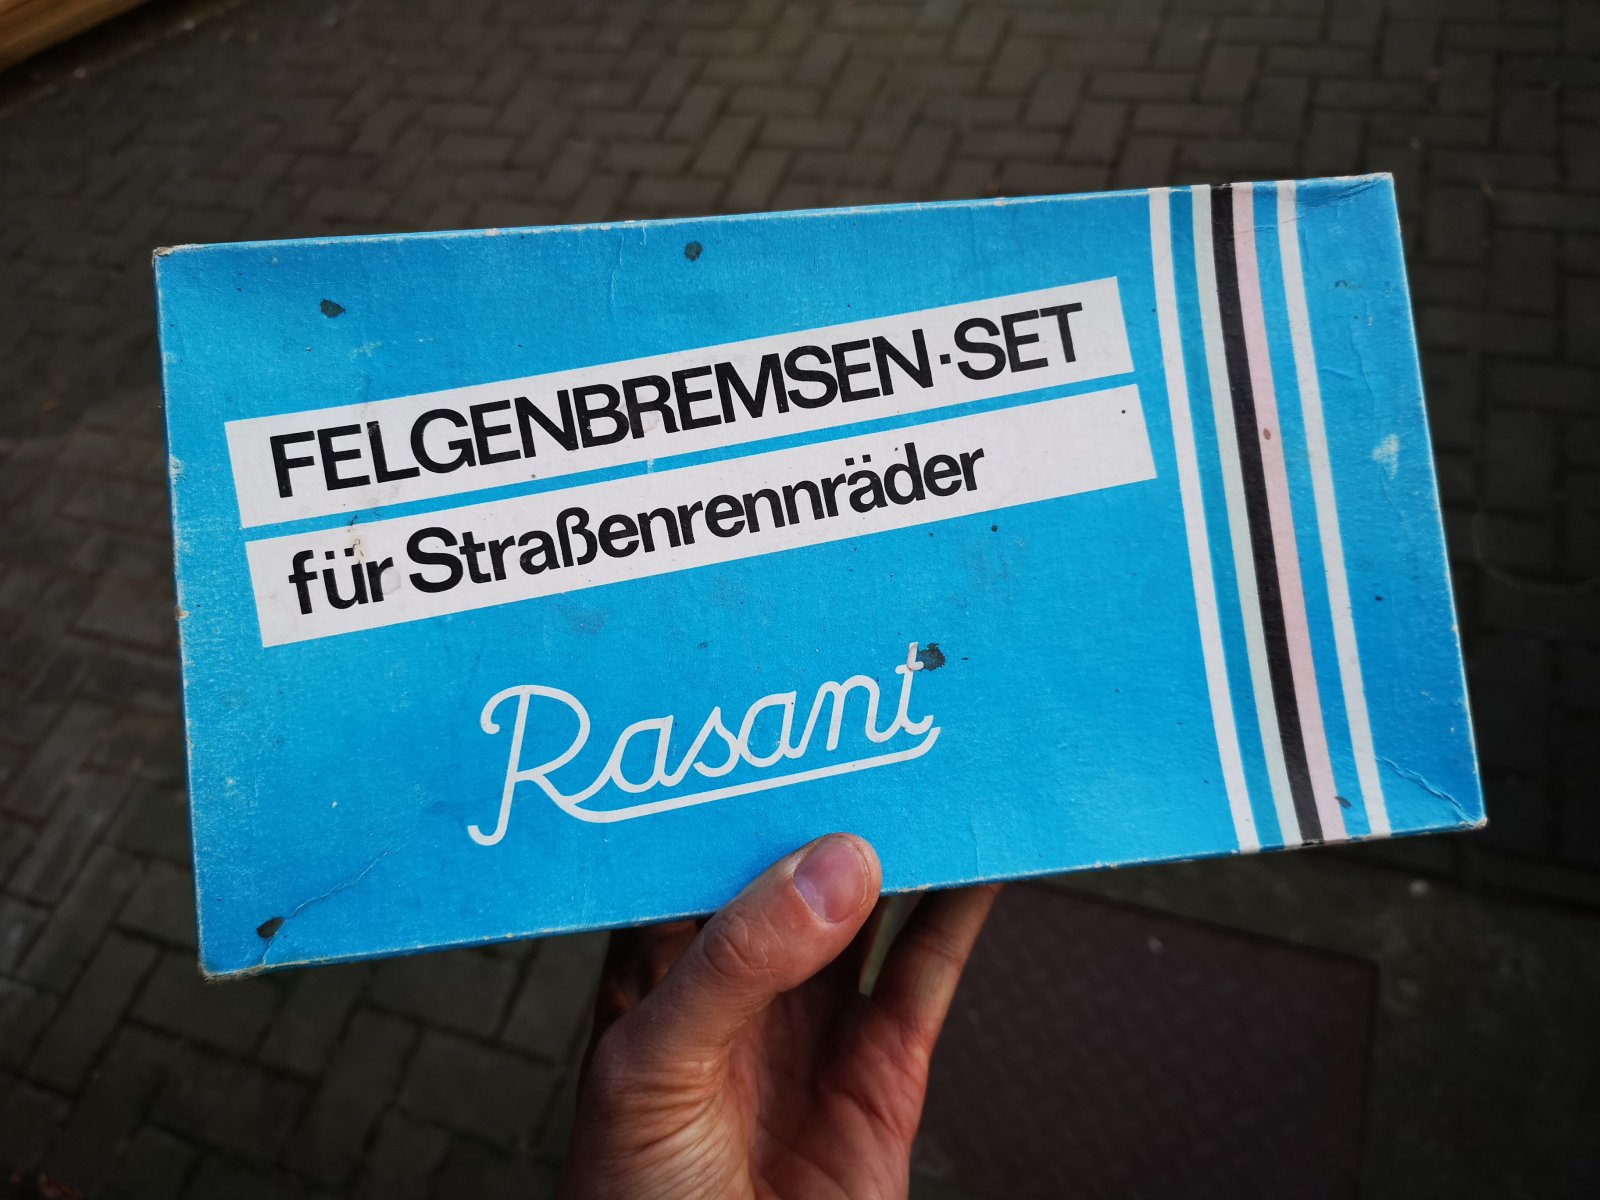 FELGENBREMSEN-SET
für Straßenrennräder
Rasant